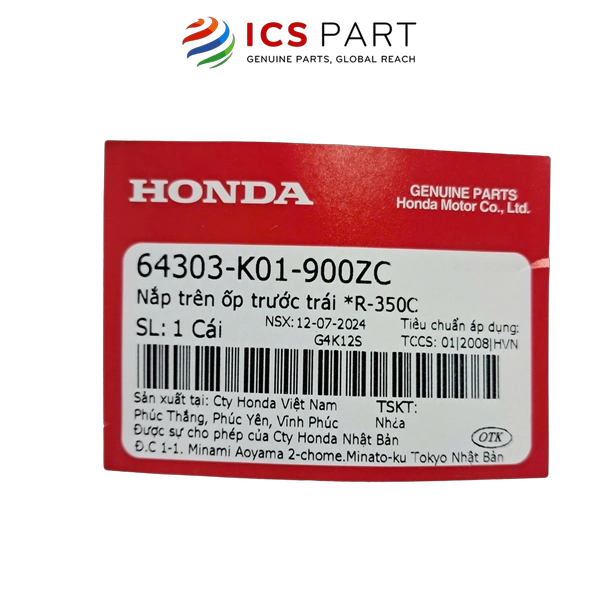 ICS PART
GENUINE PARTS, GLOBAL REACH
HONDA
GENUINE PARTS
Honda Motor Co., Ltd.
64303-K01-900ZC
Nắp trên ốp trước trái *R-350C
SL: 1 Cái
NSX: 12-07-2024
Tiêu chuẩn áp dụng:
G4K12S
TCCS: 01|2008|HVN
Sản xuất tại: Cty Honda Việt Nam
TSKT:
Phúc Thắng, Phúc Yên, Vĩnh Phúc
Nhựa
Được sự cho phép của Cty Honda Nhật Bản
OTK
Đ.C 1-1. Minami Aoyama 2-chome.Minato-ku Tokyo Nhật Bản